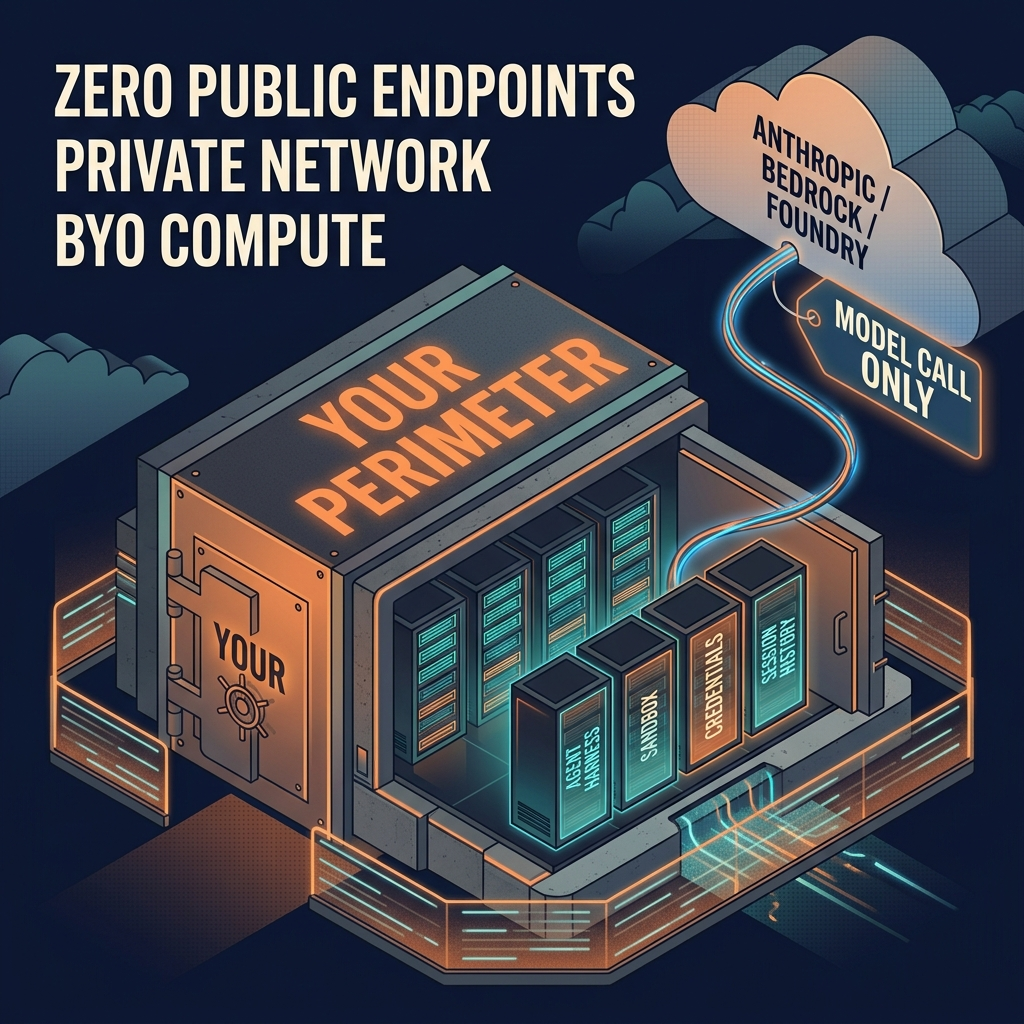 ZERO PUBLIC ENDPOINTS
PRIVATE NETWORK
BYO COMPUTE
ANTHROPIC /
BEDROCK /
FOUNDRY
MODEL CALL
ONLY
YOUR
PERIMETER
YOUR
AGENT
HARNESS
SANDBOX
CREDENTIALS
SESSION
HISTORY